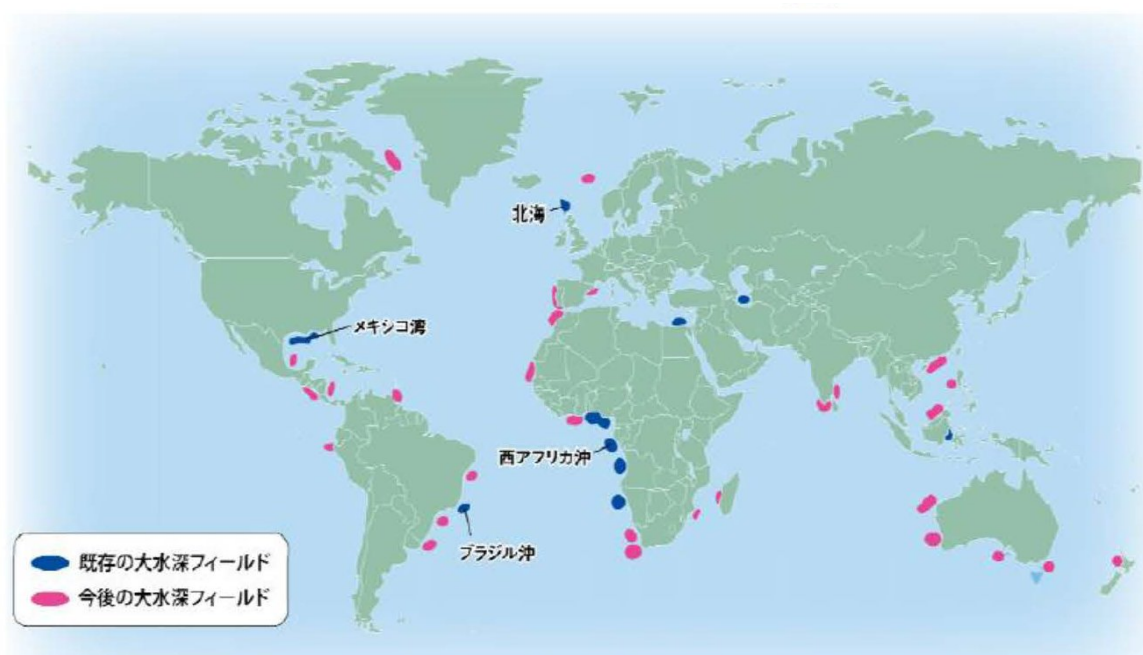 北海
メキシコ湾
西アフリカ沖
ブラジル沖
既存の大水深フィールド
今後の大水深フィールド